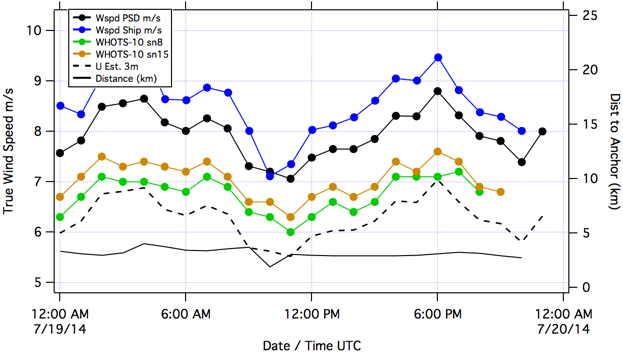 Wspd PSD m/s
Wspd Ship m/s
WHOTS-10 sn8
WHOTS-10 sn15
U Est. 3m
Distance (km)
True Wind Speed m/s
10
9
8
7
6
5
Dist to Anchor (km)
25
20
15
10
5
0
12:00 AM 6:00 AM 12:00 PM 6:00 PM 12:00 AM
7/19/14 7/20/14
Date / Time UTC